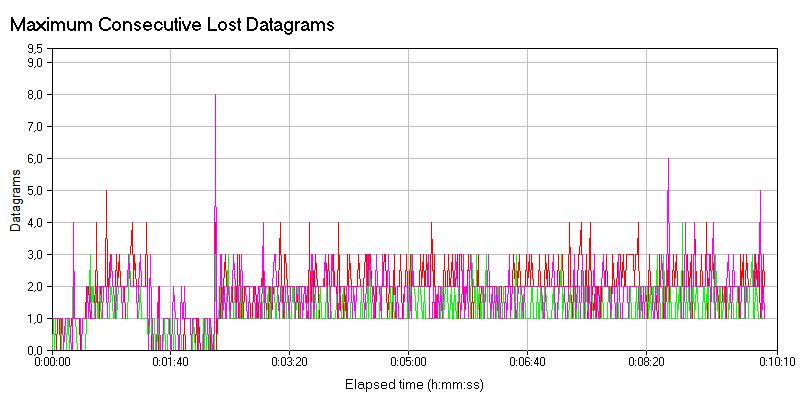 Maximum Consecutive Lost Datagrams
9,5
9,0
8,0
7,0
6,0
5,0
4,0
3,0
2,0
1,0
0,0
Datagrams
0:00:00 0:01:40 0:03:20 0:05:00 0:06:40 0:08:20 0:10:10
Elapsed time (h:mm:ss)